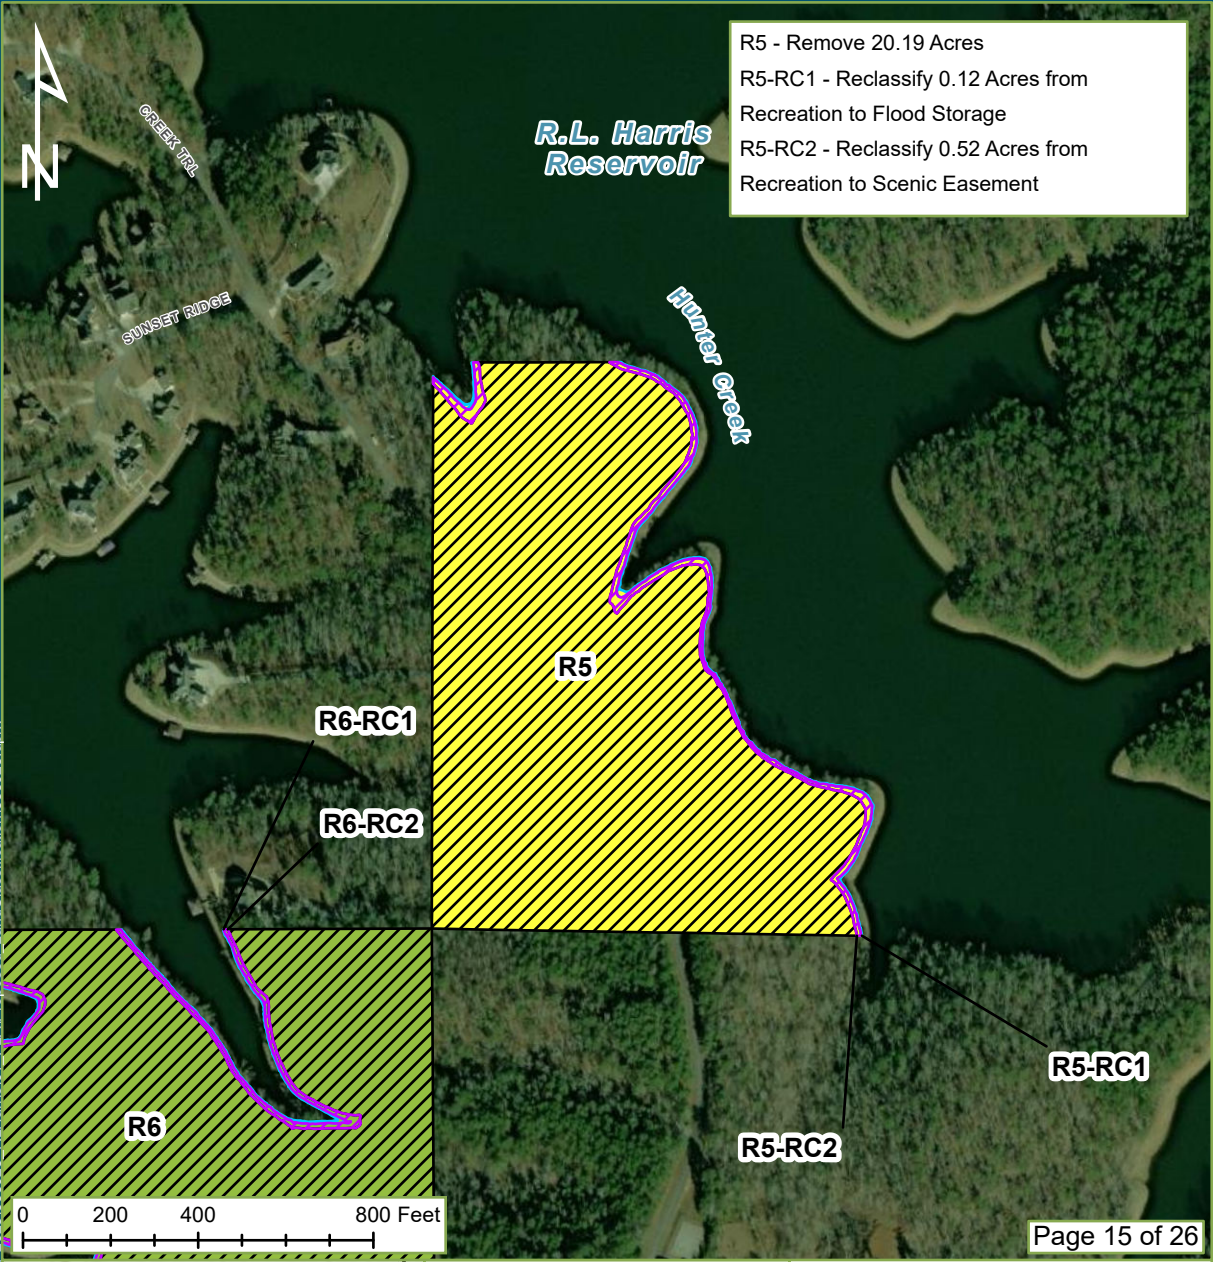 R5 - Remove 20.19 Acres
R5-RC1 - Reclassify 0.12 Acres from
Recreation to Flood Storage
R5-RC2 - Reclassify 0.52 Acres from
Recreation to Scenic Easement
N
CREEK TRL
R.L. Harris
Reservoir
SUNSET RIDGE
Hunter Creek
R5
R6-RC1
R6-RC2
R5-RC1
R6
R5-RC2
0 200 400 800 Feet
Page 15 of 26